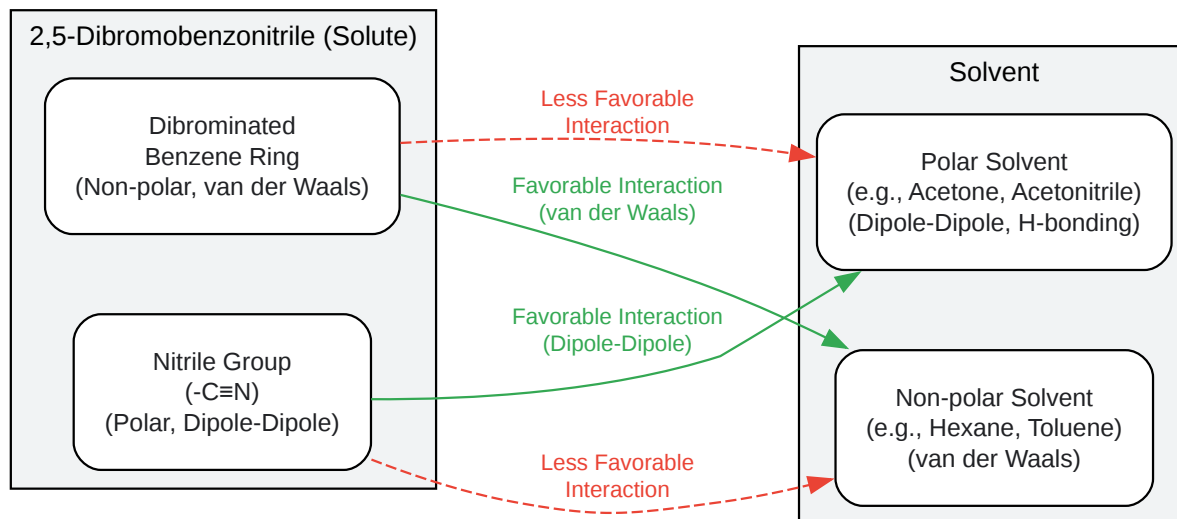 2,5-Dibromobenzonitrile (Solute)
Dibrominated
Benzene Ring
(Non-polar, van der Waals)
Nitrile Group
(-C≡N)
(Polar, Dipole-Dipole)
Less Favorable
Interaction
Favorable Interaction
(van der Waals)
Favorable Interaction
(Dipole-Dipole)
Less Favorable
Interaction
Solvent
Polar Solvent
(e.g., Acetone, Acetonitrile)
(Dipole-Dipole, H-bonding)
Non-polar Solvent
(e.g., Hexane, Toluene)
(van der Waals)